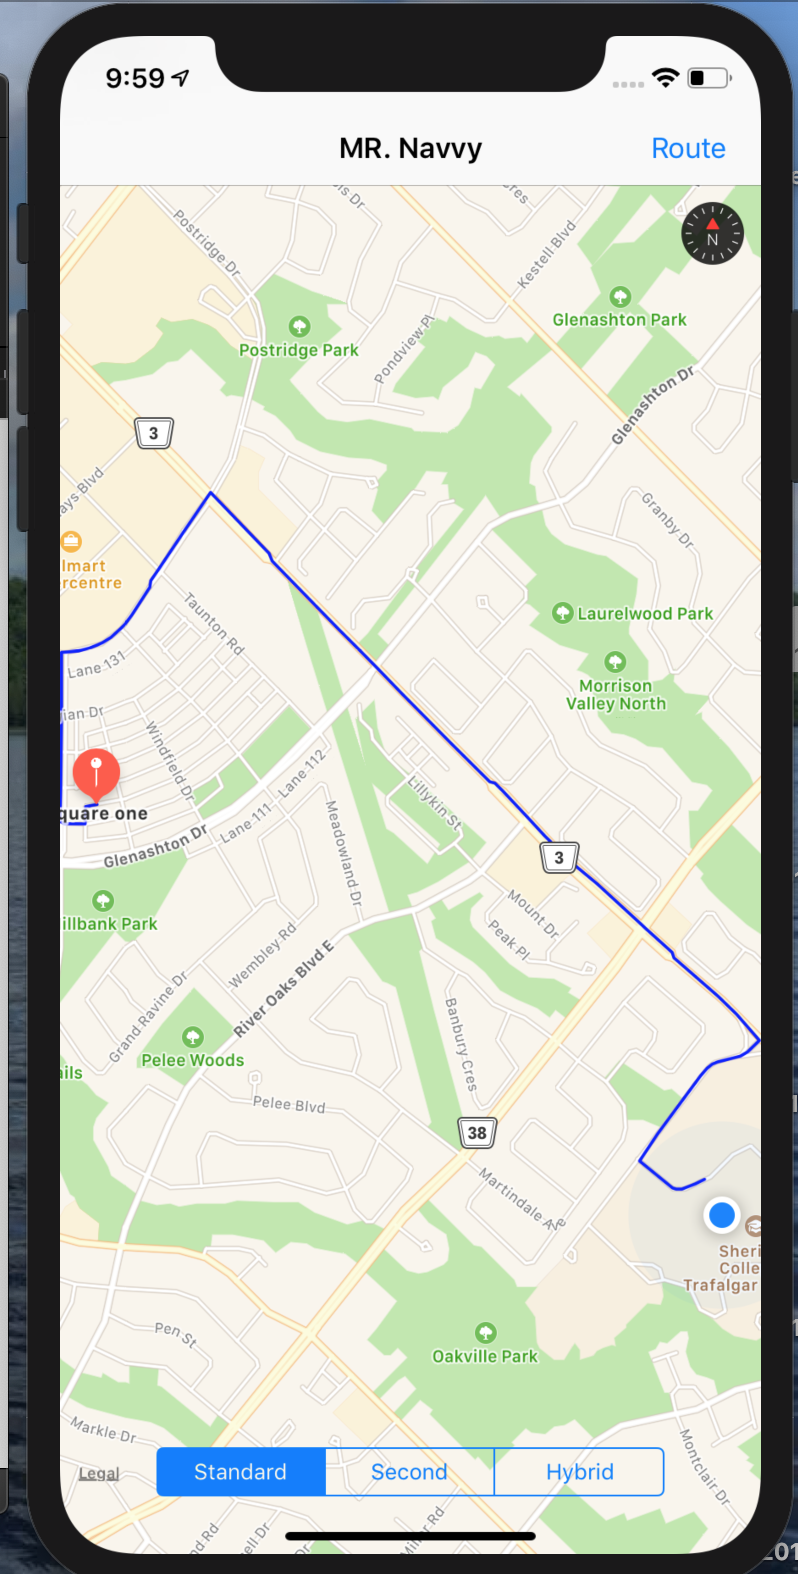 9:59
MR. Navvy
Route
Postridge Dr
Kestell Blvd
N
Glenashton Park
Postridge Park
Pondview Pl
Glenashton Dr
3
Granby Dr
lmart
rcentre
Taunton Rd
Laurelwood Park
Lane 131
Morrison
Valley North
Windfield Dr
Lane 112
quare one
Lillykin St
Lane 111
Glenashton Dr
Meadowland Dr
3
illbank Park
Mount Dr
Peak Pl
Wembley Rd
River Oaks Blvd E
Grand Ravine Dr
Banbury Cres
Pelee Woods
ils
Pelee Blvd
38
Martindale Ave
Sheri
Colle
Trafalgar
Pen St
Oakville Park
Markle Dr
Montclair Dr
Legal
Standard
Second
Hybrid